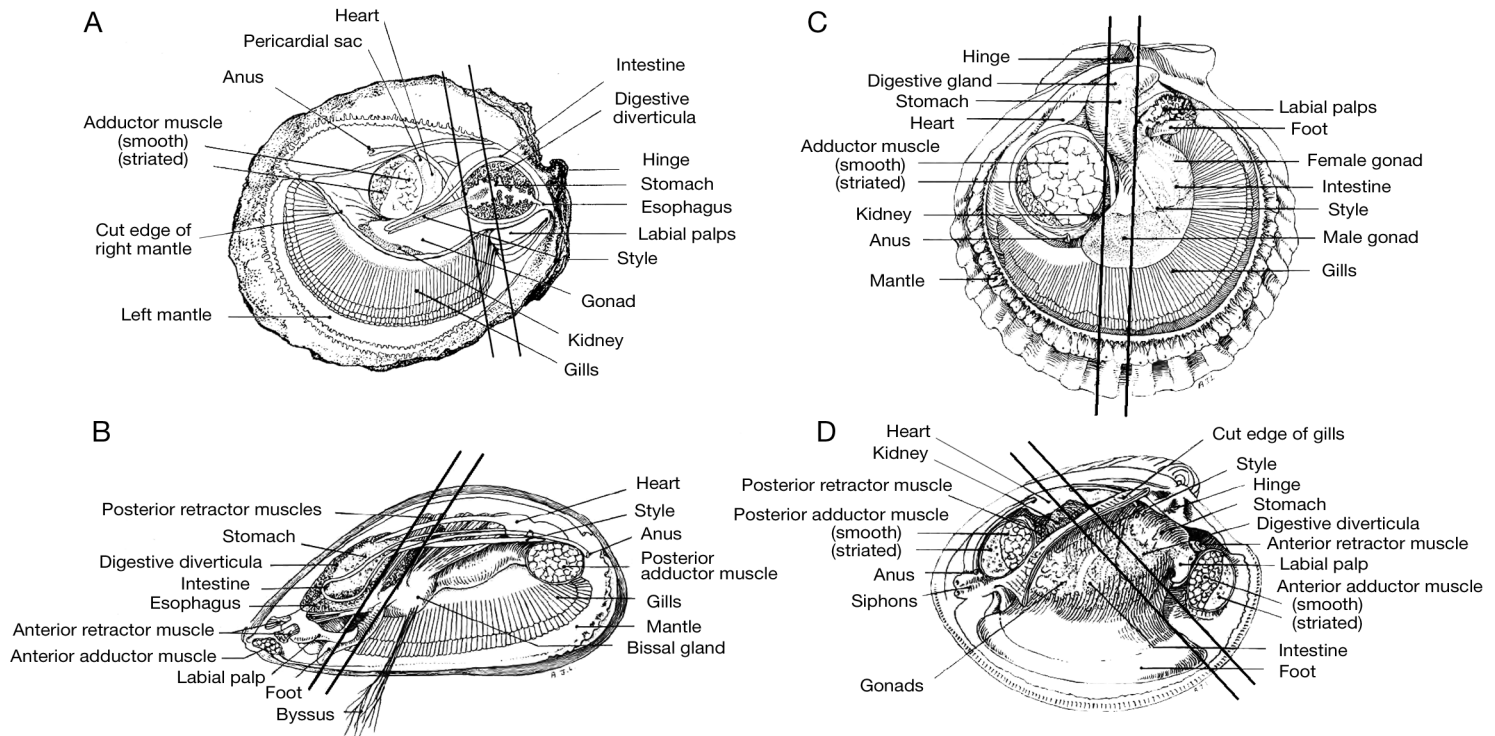 A
Heart
Pericardial sac
Anus
Adductor muscle
(smooth)
(striated)
Cut edge of
right mantle
Left mantle
Intestine
Digestive
diverticula
Hinge
Stomach
Esophagus
Labial palps
Style
Gonad
Kidney
Gills
C
Hinge
Digestive gland
Stomach
Heart
Adductor muscle
(smooth)
(striated)
Kidney
Anus
Mantle
Labial palps
Foot
Female gonad
Intestine
Style
Male gonad
Gills
A.J.L
B
Posterior retractor muscles
Stomach
Digestive diverticula
Intestine
Esophagus
Anterior retractor muscle
Anterior adductor muscle
Labial palp
Foot
Byssus
Heart
Style
Anus
Posterior
adductor muscle
Gills
Mantle
Bissal gland
A.J.L
D
Heart
Kidney
Posterior retractor muscle
Posterior adductor muscle
(smooth)
(striated)
Anus
Siphons
Gonads
Cut edge of gills
Style
Hinge
Stomach
Digestive diverticula
Anterior retractor muscle
Labial palp
Anterior adductor muscle
(smooth)
(striated)
Intestine
Foot